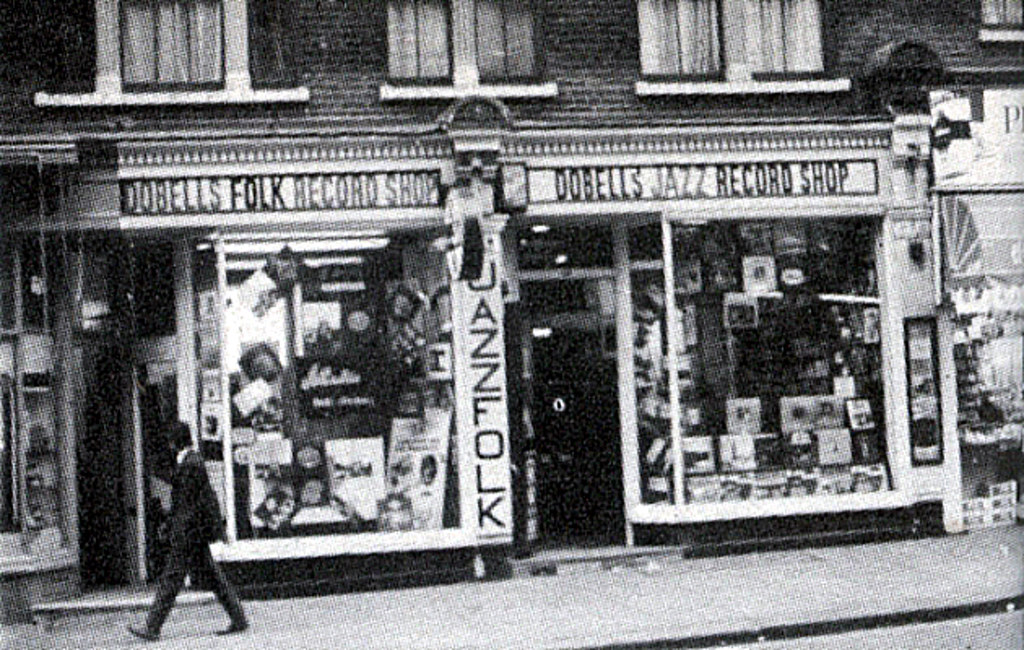 DOBELLS FOLK RECORD SHOP
DOBELLS JAZZ RECORD SHOP
JAZZ FOLK
P